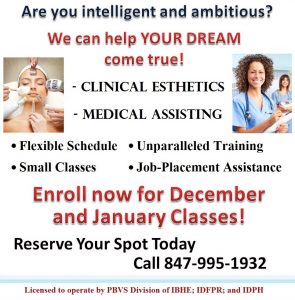 Are you intelligent and ambitious?
We can help YOUR DREAM
come true!
- CLINICAL ESTHETICS
- MEDICAL ASSISTING
• Flexible Schedule • Unparalleled Training
• Small Classes • Job-Placement Assistance
Enroll now for December
and January Classes!
Reserve Your Spot Today
Call 847-995-1932
Licensed to operate by PBVS Division of IBHE; IDFPR; and IDPH